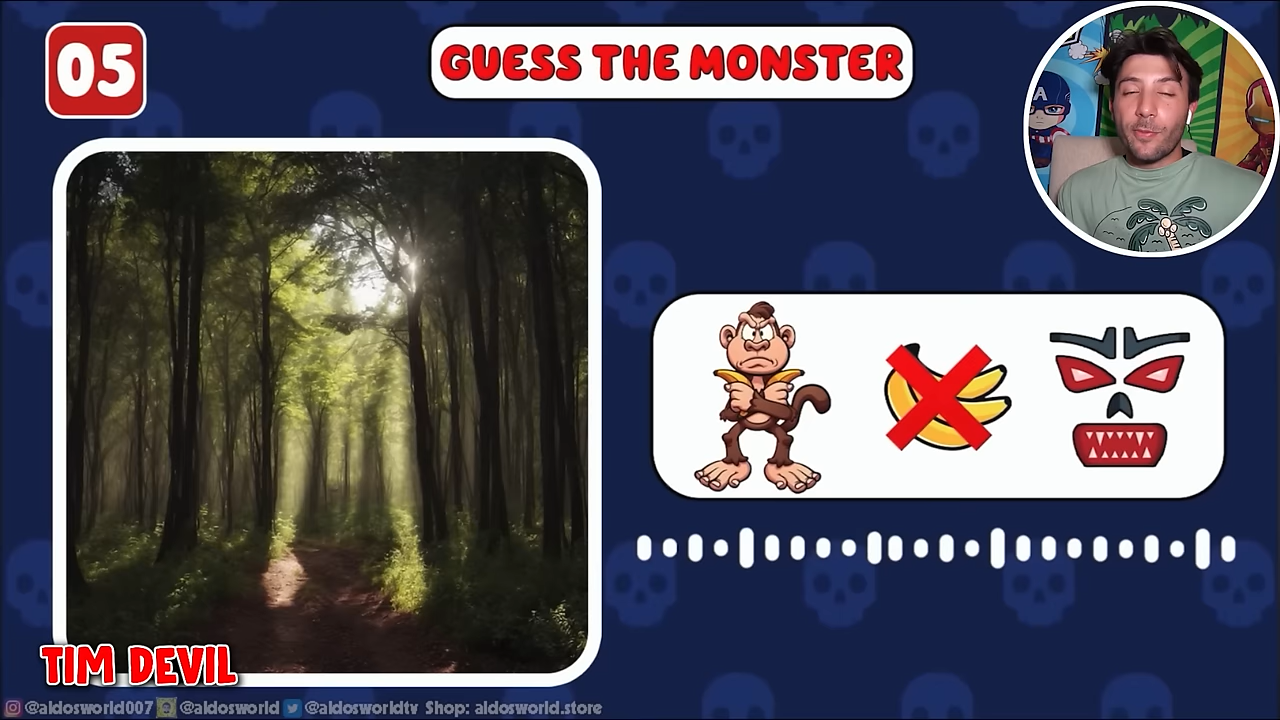 05
GUESS THE MONSTER
A
TIM DEVIL
@aldosworld007 @aldosworld @aldosworldtv Shop: aldosworld.store